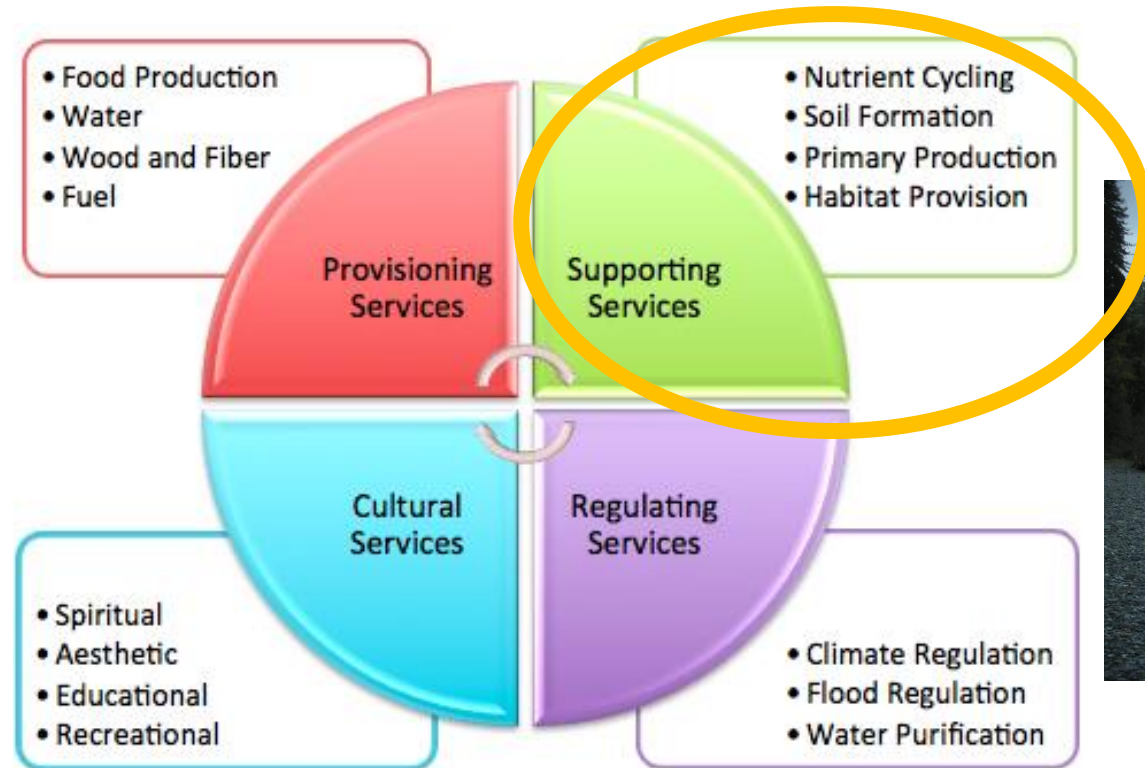 • Food Production
• Water
• Wood and Fiber
• Fuel
• Nutrient Cycling
• Soil Formation
• Primary Production
• Habitat Provision
Provisioning
Services
Supporting
Services
Cultural
Services
Regulating
Services
• Spiritual
• Aesthetic
• Educational
• Recreational
• Climate Regulation
• Flood Regulation
• Water Purification